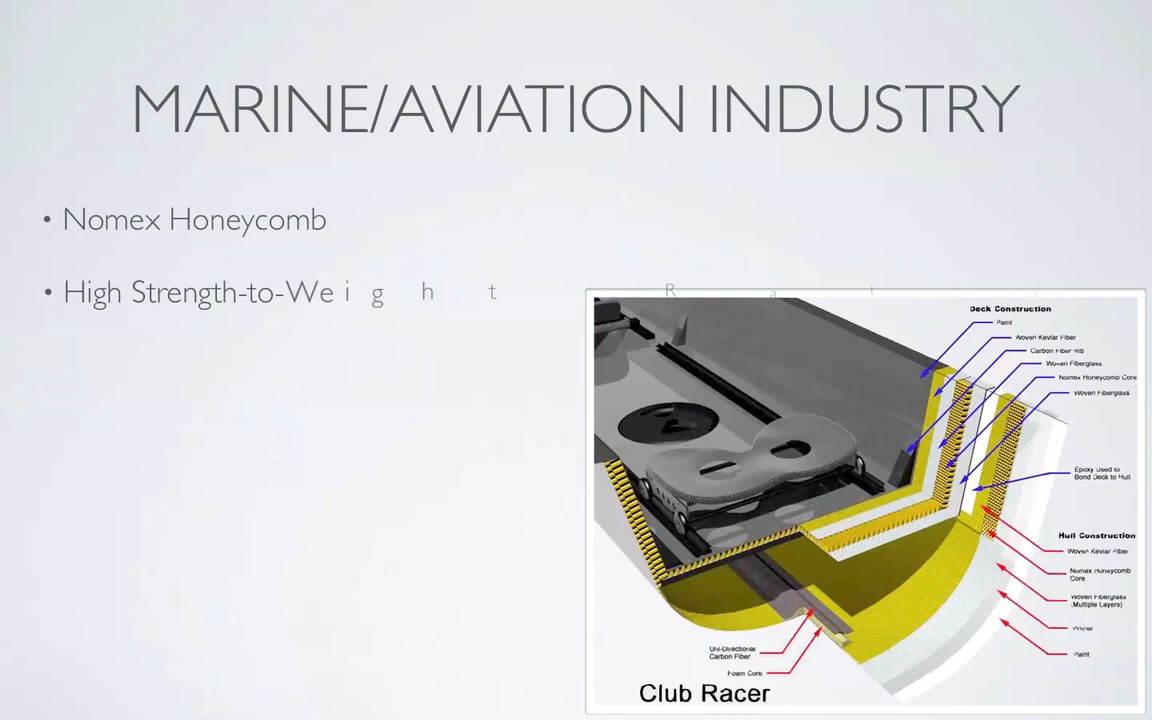 MARINE/AVIATION INDUSTRY
• Nomex Honeycomb
• High Strength-to-Weight Rat
Deck Construction
Paint
Woven Kevlar Fiber
Carbon Fiber Rib
Woven Fiberglass
Nomex Honeycomb Core
Woven Fiberglass
Epoxy Used to
Bond Deck to Hull
Hull Construction
Woven Kevlar Fiber
Nomex Honeycomb
Core
Woven Fiberglass
(Multiple Layers)
Primer
Paint
Uni-Directional
Carbon Fiber
Foam Core
Club Racer